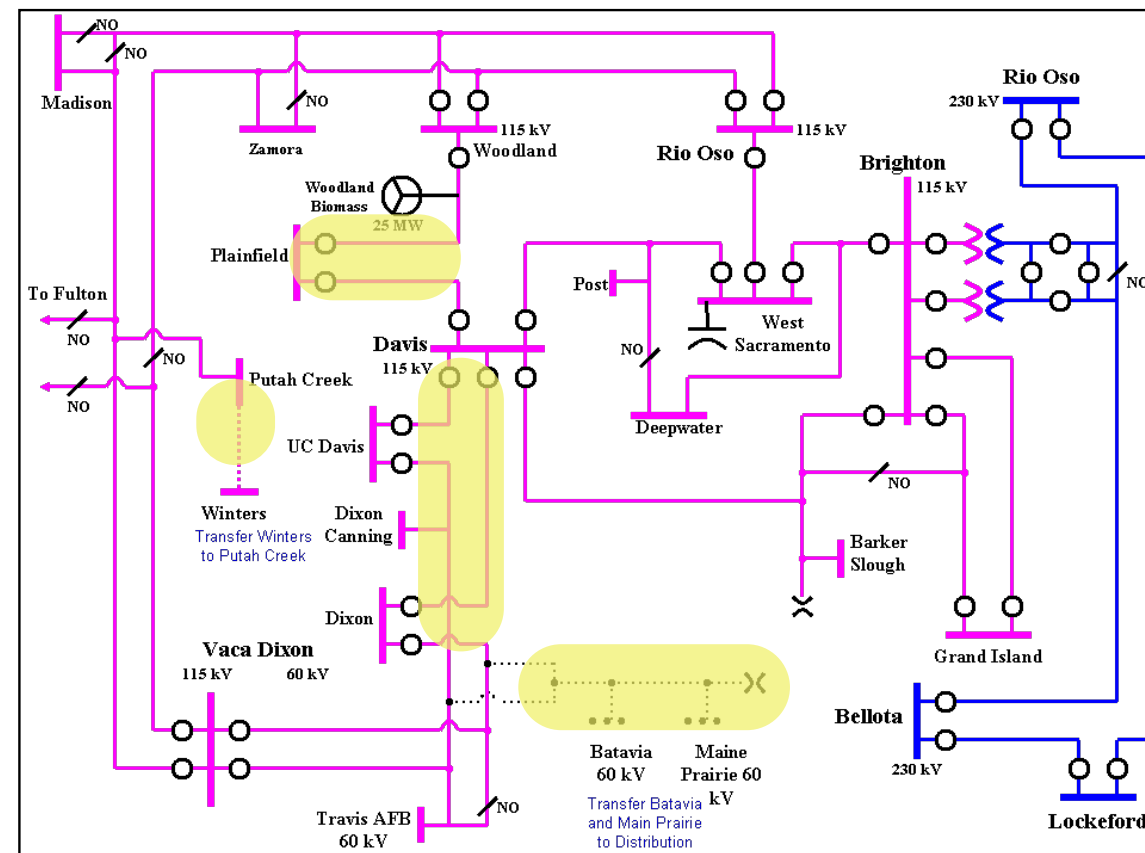 NO
NO
Madison
NO
Zamora
115 kV
Woodland
Rio Oso
115 kV
Rio Oso
230 kV
Brighton
115 kV
Woodland
Biomass
25 MW
Plainfield
To Fulton
NO
NO
NO
Putah Creek
Winters
Transfer Winters
to Putah Creek
Davis
115 kV
Post
NO
West
Sacramento
Deepwater
NO
UC Davis
Dixon
Canning
Dixon
NO
Barker
Slough
Grand Island
Vaca Dixon
115 kV
60 kV
Batavia
60 kV
Maine
Prairie 60
kV
Transfer Batavia
and Main Prairie
to Distribution
NO
Travis AFB
60 kV
Bellota
230 kV
Lockeford